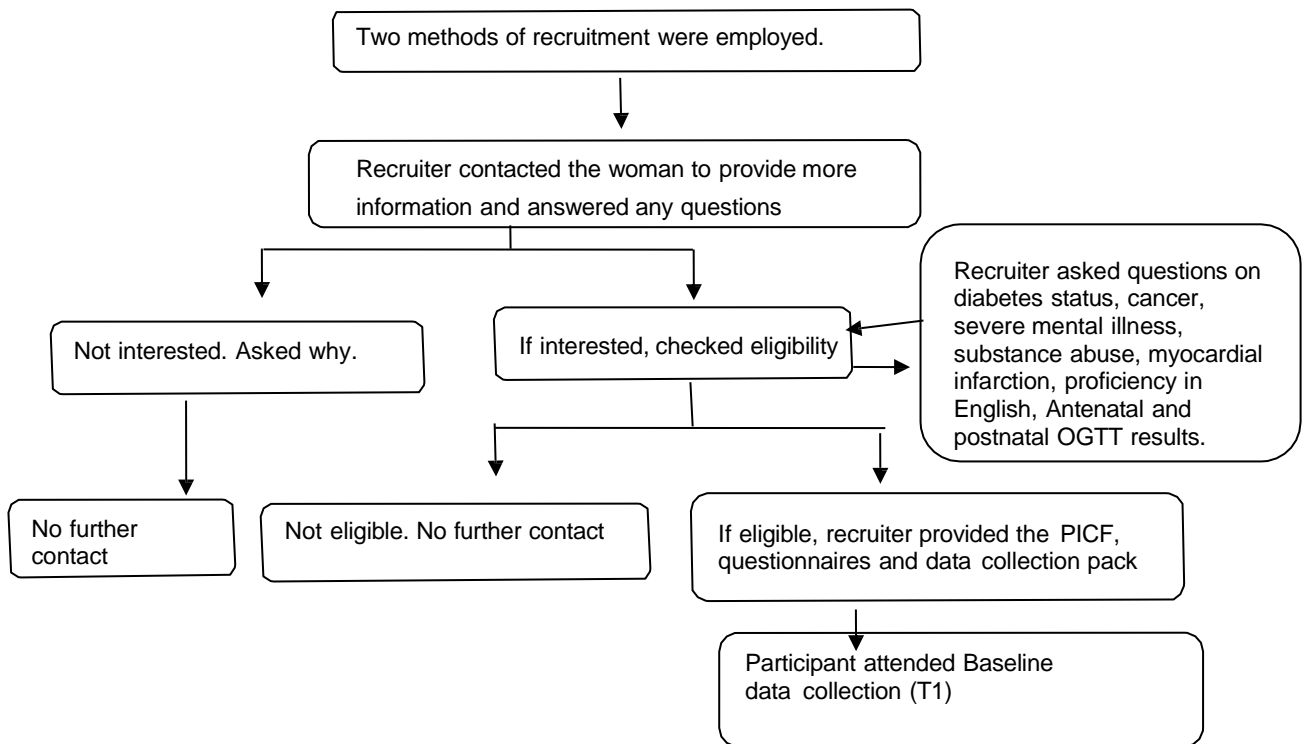 Two methods of recruitment were employed.
Recruiter contacted the woman to provide more
information and answered any questions
Not interested. Asked why.
If interested, checked eligibility
Recruiter asked questions on
diabetes status, cancer,
severe mental illness,
substance abuse, myocardial
infarction, proficiency in
English, Antenatal and
postnatal OGTT results.
No further
contact
Not eligible. No further contact
If eligible, recruiter provided the PICF,
questionnaires and data collection pack
Participant attended Baseline
data collection (T1)